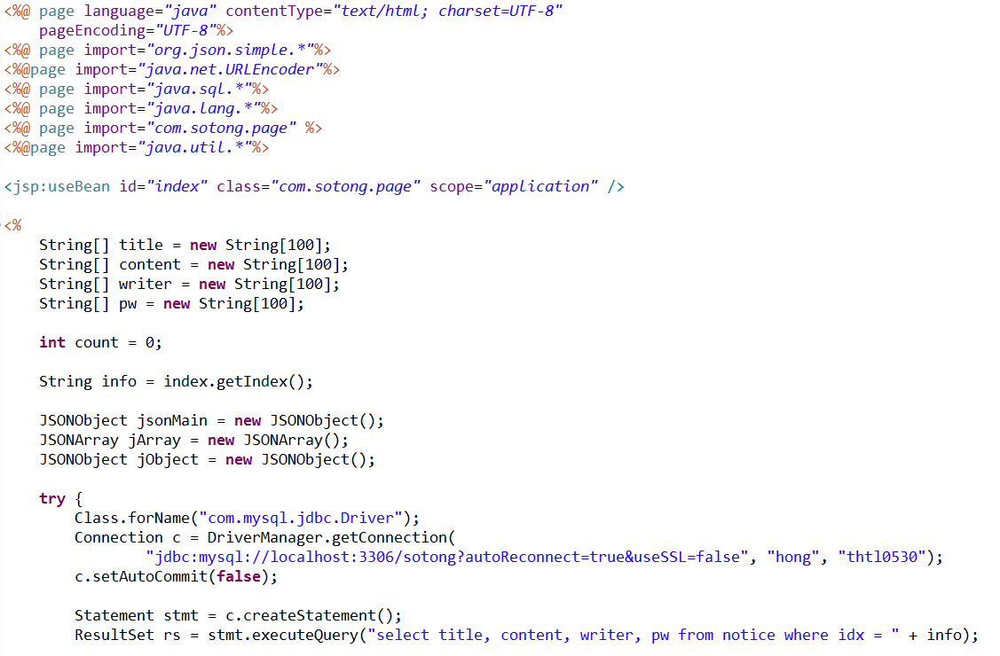 <%@ page language="java" contentType="text/html; charset=UTF-8"
    pageEncoding="UTF-8"%>
<%@ page import="org.json.simple.*"%>
<%@page import="java.net.URLEncoder"%>
<%@ page import="java.sql.*"%>
<%@ page import="java.lang.*"%>
<%@ page import="com.sotong.page" %>
<%@page import="java.util.*"%>

<jsp:useBean id="index" class="com.sotong.page" scope="application" />

<%
    String[] title = new String[100];
    String[] content = new String[100];
    String[] writer = new String[100];
    String[] pw = new String[100];

    int count = 0;

    String info = index.getIndex();

    JSONObject jsonMain = new JSONObject();
    JSONArray jArray = new JSONArray();
    JSONObject jObject = new JSONObject();

    try {
        Class.forName("com.mysql.jdbc.Driver");
        Connection c = DriverManager.getConnection(
                "jdbc:mysql://localhost:3306/sotong?autoReconnect=true&useSSL=false", "hong", "thtl0530");
        c.setAutoCommit(false);

        Statement stmt = c.createStatement();
        ResultSet rs = stmt.executeQuery("select title, content, writer, pw from notice where idx = " + info);